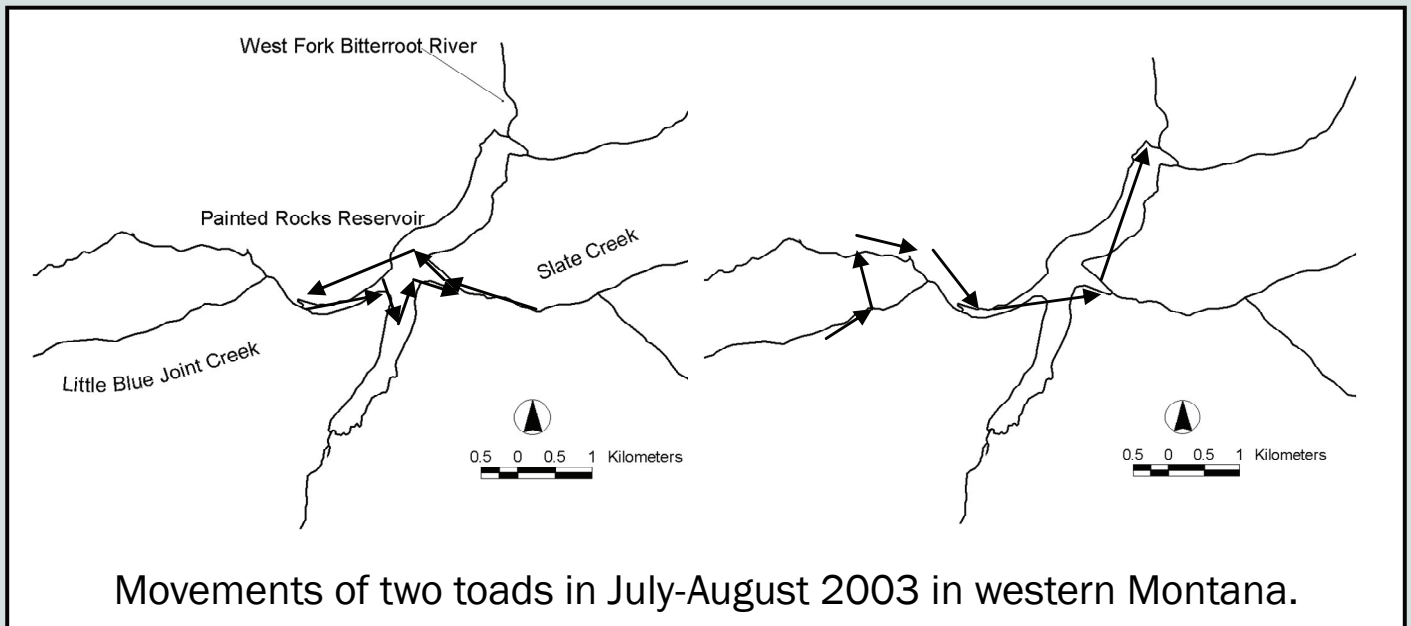 West Fork Bitterroot River
Painted Rocks Reservoir
Slate Creek
Little Blue Joint Creek
0.5 0 0.5 1 Kilometers
0.5 0 0.5 1 Kilometers
Movements of two toads in July-August 2003 in western Montana.